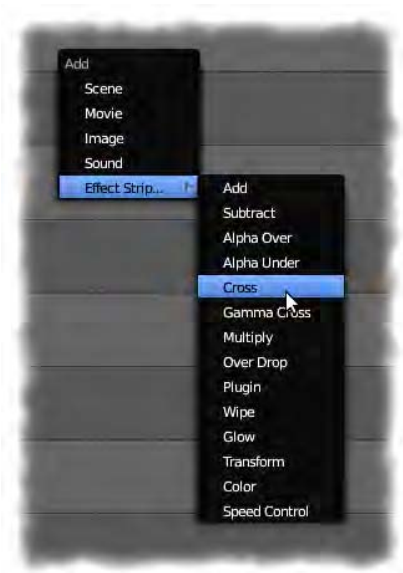 Add
Scene
Movie
Image
Sound
Effect Strip...
Add
Subtract
Alpha Over
Alpha Under
Cross
Gamma Cross
Multiply
Over Drop
Plugin
Wipe
Glow
Transform
Color
Speed Control